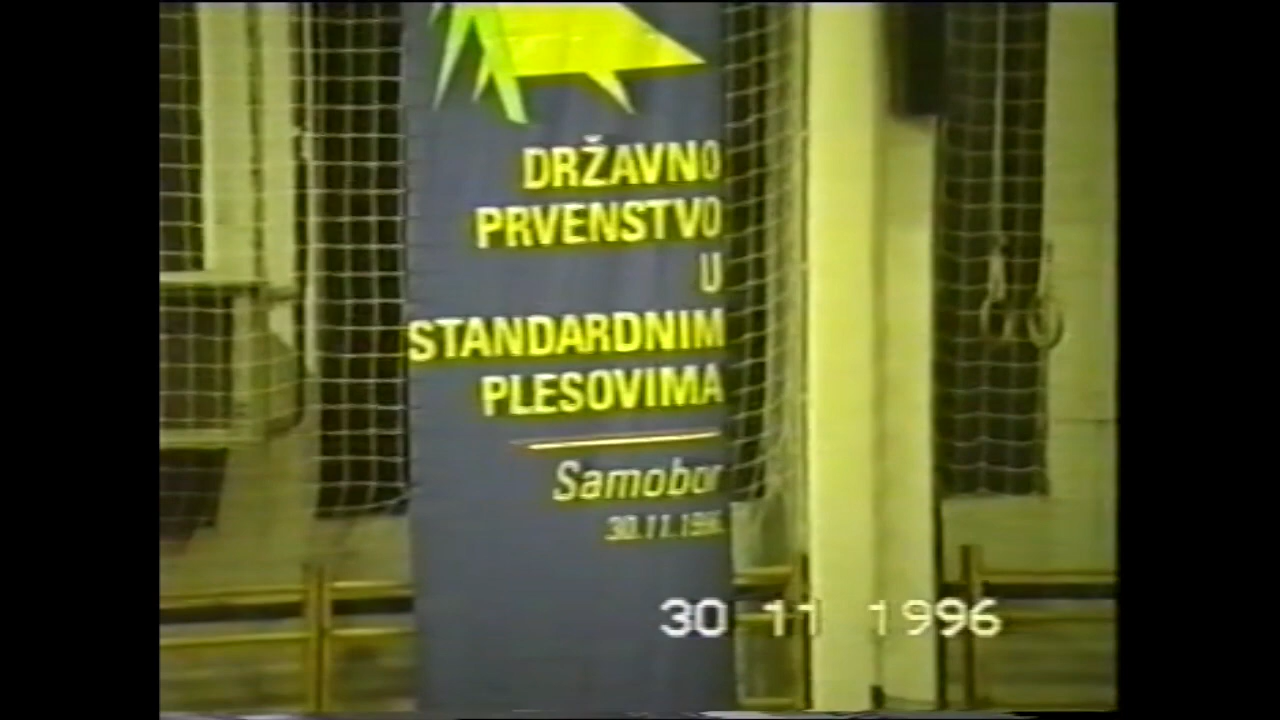 DRŽAVNO
PRVENSTVO
U
STANDARDNIM
PLESOVIMA
Samobor
30.11.1996.
30 11 1996